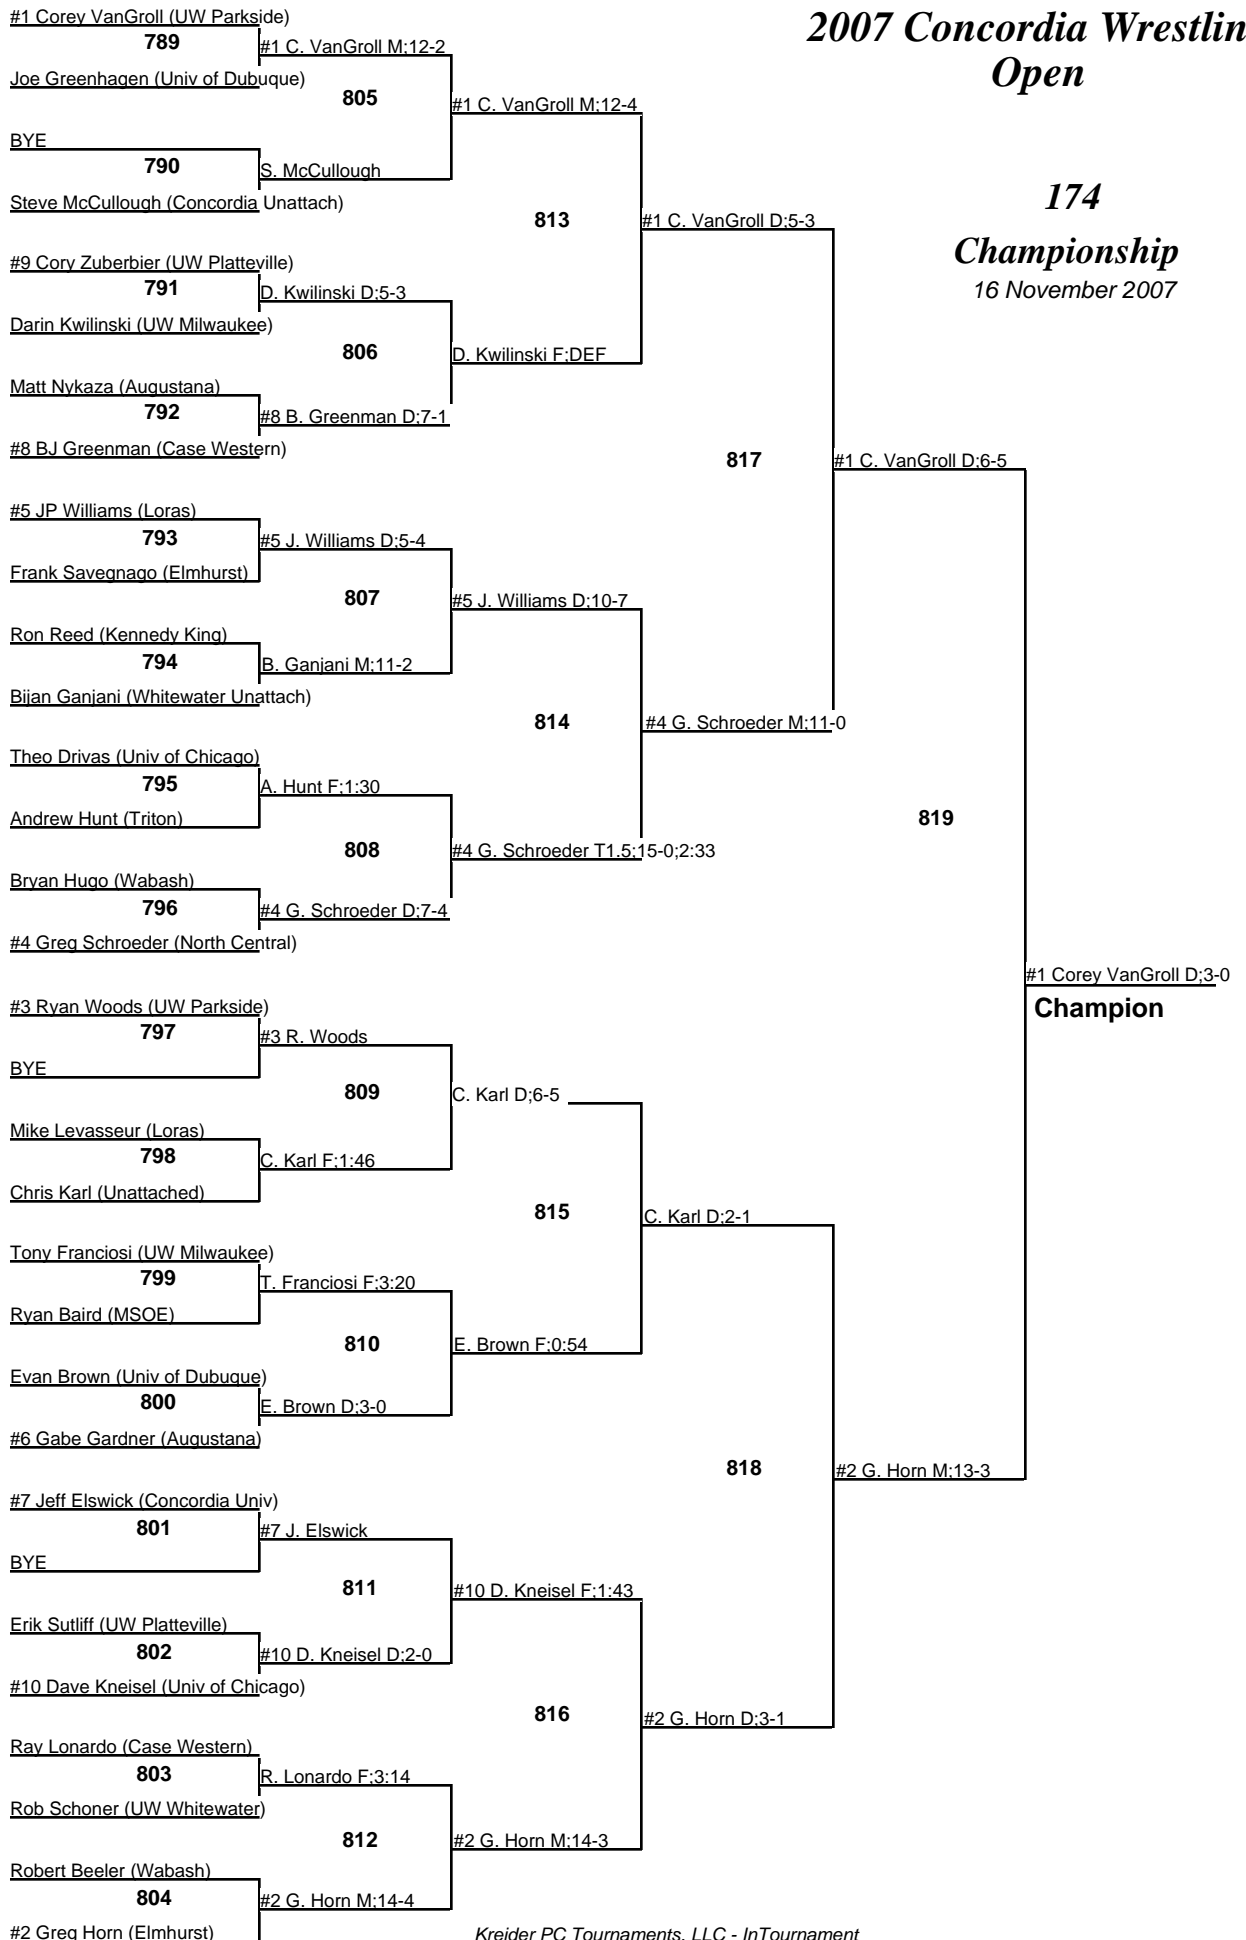 2007 Concordia Wrestlin
Open
174
Championship
16 November 2007
#1 Corey VanGroll (UW Parkside)
789
#1 C. VanGroll M;12-2
Joe Greenhagen (Univ of Dubuque)
805
#1 C. VanGroll M;12-4
BYE
790
S. McCullough
Steve McCullough (Concordia Unattach)
813
#1 C. VanGroll D;5-3
#9 Cory Zuberbier (UW Platteville)
791
D. Kwilinski D;5-3
Darin Kwilinski (UW Milwaukee)
806
D. Kwilinski F;DEF
Matt Nykaza (Augustana)
792
#8 B. Greenman D;7-1
#8 BJ Greenman (Case Western)
817
#1 C. VanGroll D;6-5
#5 JP Williams (Loras)
793
#5 J. Williams D;5-4
Frank Savegnago (Elmhurst)
807
#5 J. Williams D;10-7
Ron Reed (Kennedy King)
794
B. Ganjani M;11-2
Bijan Ganjani (Whitewater Unattach)
814
#4 G. Schroeder M;11-0
Theo Drivas (Univ of Chicago)
795
A. Hunt F;1:30
Andrew Hunt (Triton)
819
808
#4 G. Schroeder T1.5;15-0;2:33
Bryan Hugo (Wabash)
796
#4 G. Schroeder D;7-4
#4 Greg Schroeder (North Central)
#1 Corey VanGroll D;3-0
Champion
#3 Ryan Woods (UW Parkside)
797
#3 R. Woods
BYE
809
C. Karl D;6-5
Mike Levasseur (Loras)
798
C. Karl F;1:46
Chris Karl (Unattached)
815
C. Karl D;2-1
Tony Franciosi (UW Milwaukee)
799
T. Franciosi F;3:20
Ryan Baird (MSOE)
810
E. Brown F;0:54
Evan Brown (Univ of Dubuque)
800
E. Brown D;3-0
#6 Gabe Gardner (Augustana)
818
#2 G. Horn M;13-3
#7 Jeff Elswick (Concordia Univ)
801
#7 J. Elswick
BYE
811
#10 D. Kneisel F;1:43
Erik Sutliff (UW Platteville)
802
#10 D. Kneisel D;2-0
#10 Dave Kneisel (Univ of Chicago)
816
#2 G. Horn D;3-1
Ray Lonardo (Case Western)
803
R. Lonardo F;3:14
Rob Schoner (UW Whitewater)
812
#2 G. Horn M;14-3
Robert Beeler (Wabash)
804
#2 G. Horn M;14-4
#2 Greg Horn (Elmhurst)
Kreider PC Tournaments, LLC - InTournament